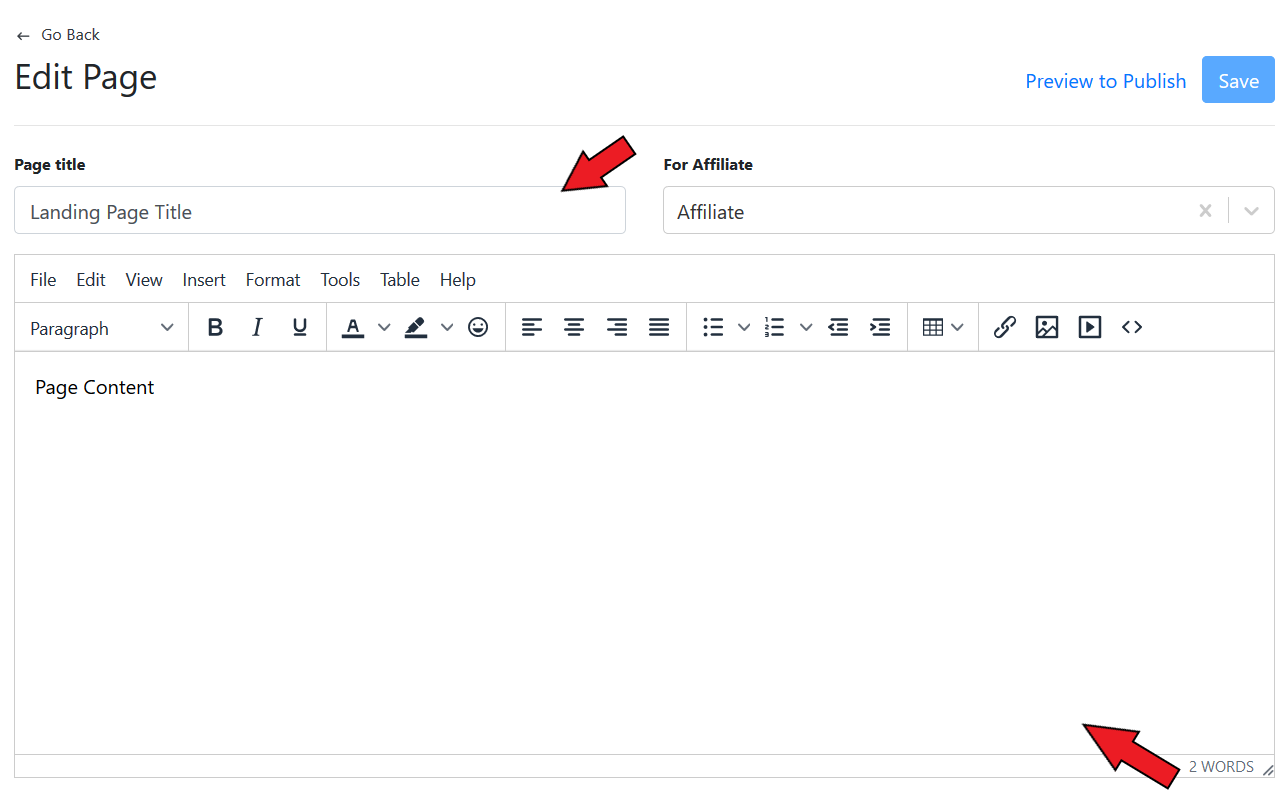 ← Go Back
Edit Page
Preview to Publish Save
Page title
For Affiliate
Landing Page Title
Affiliate
File Edit View Insert Format Tools Table Help
Paragraph B I U A
Page Content
2 WORDS